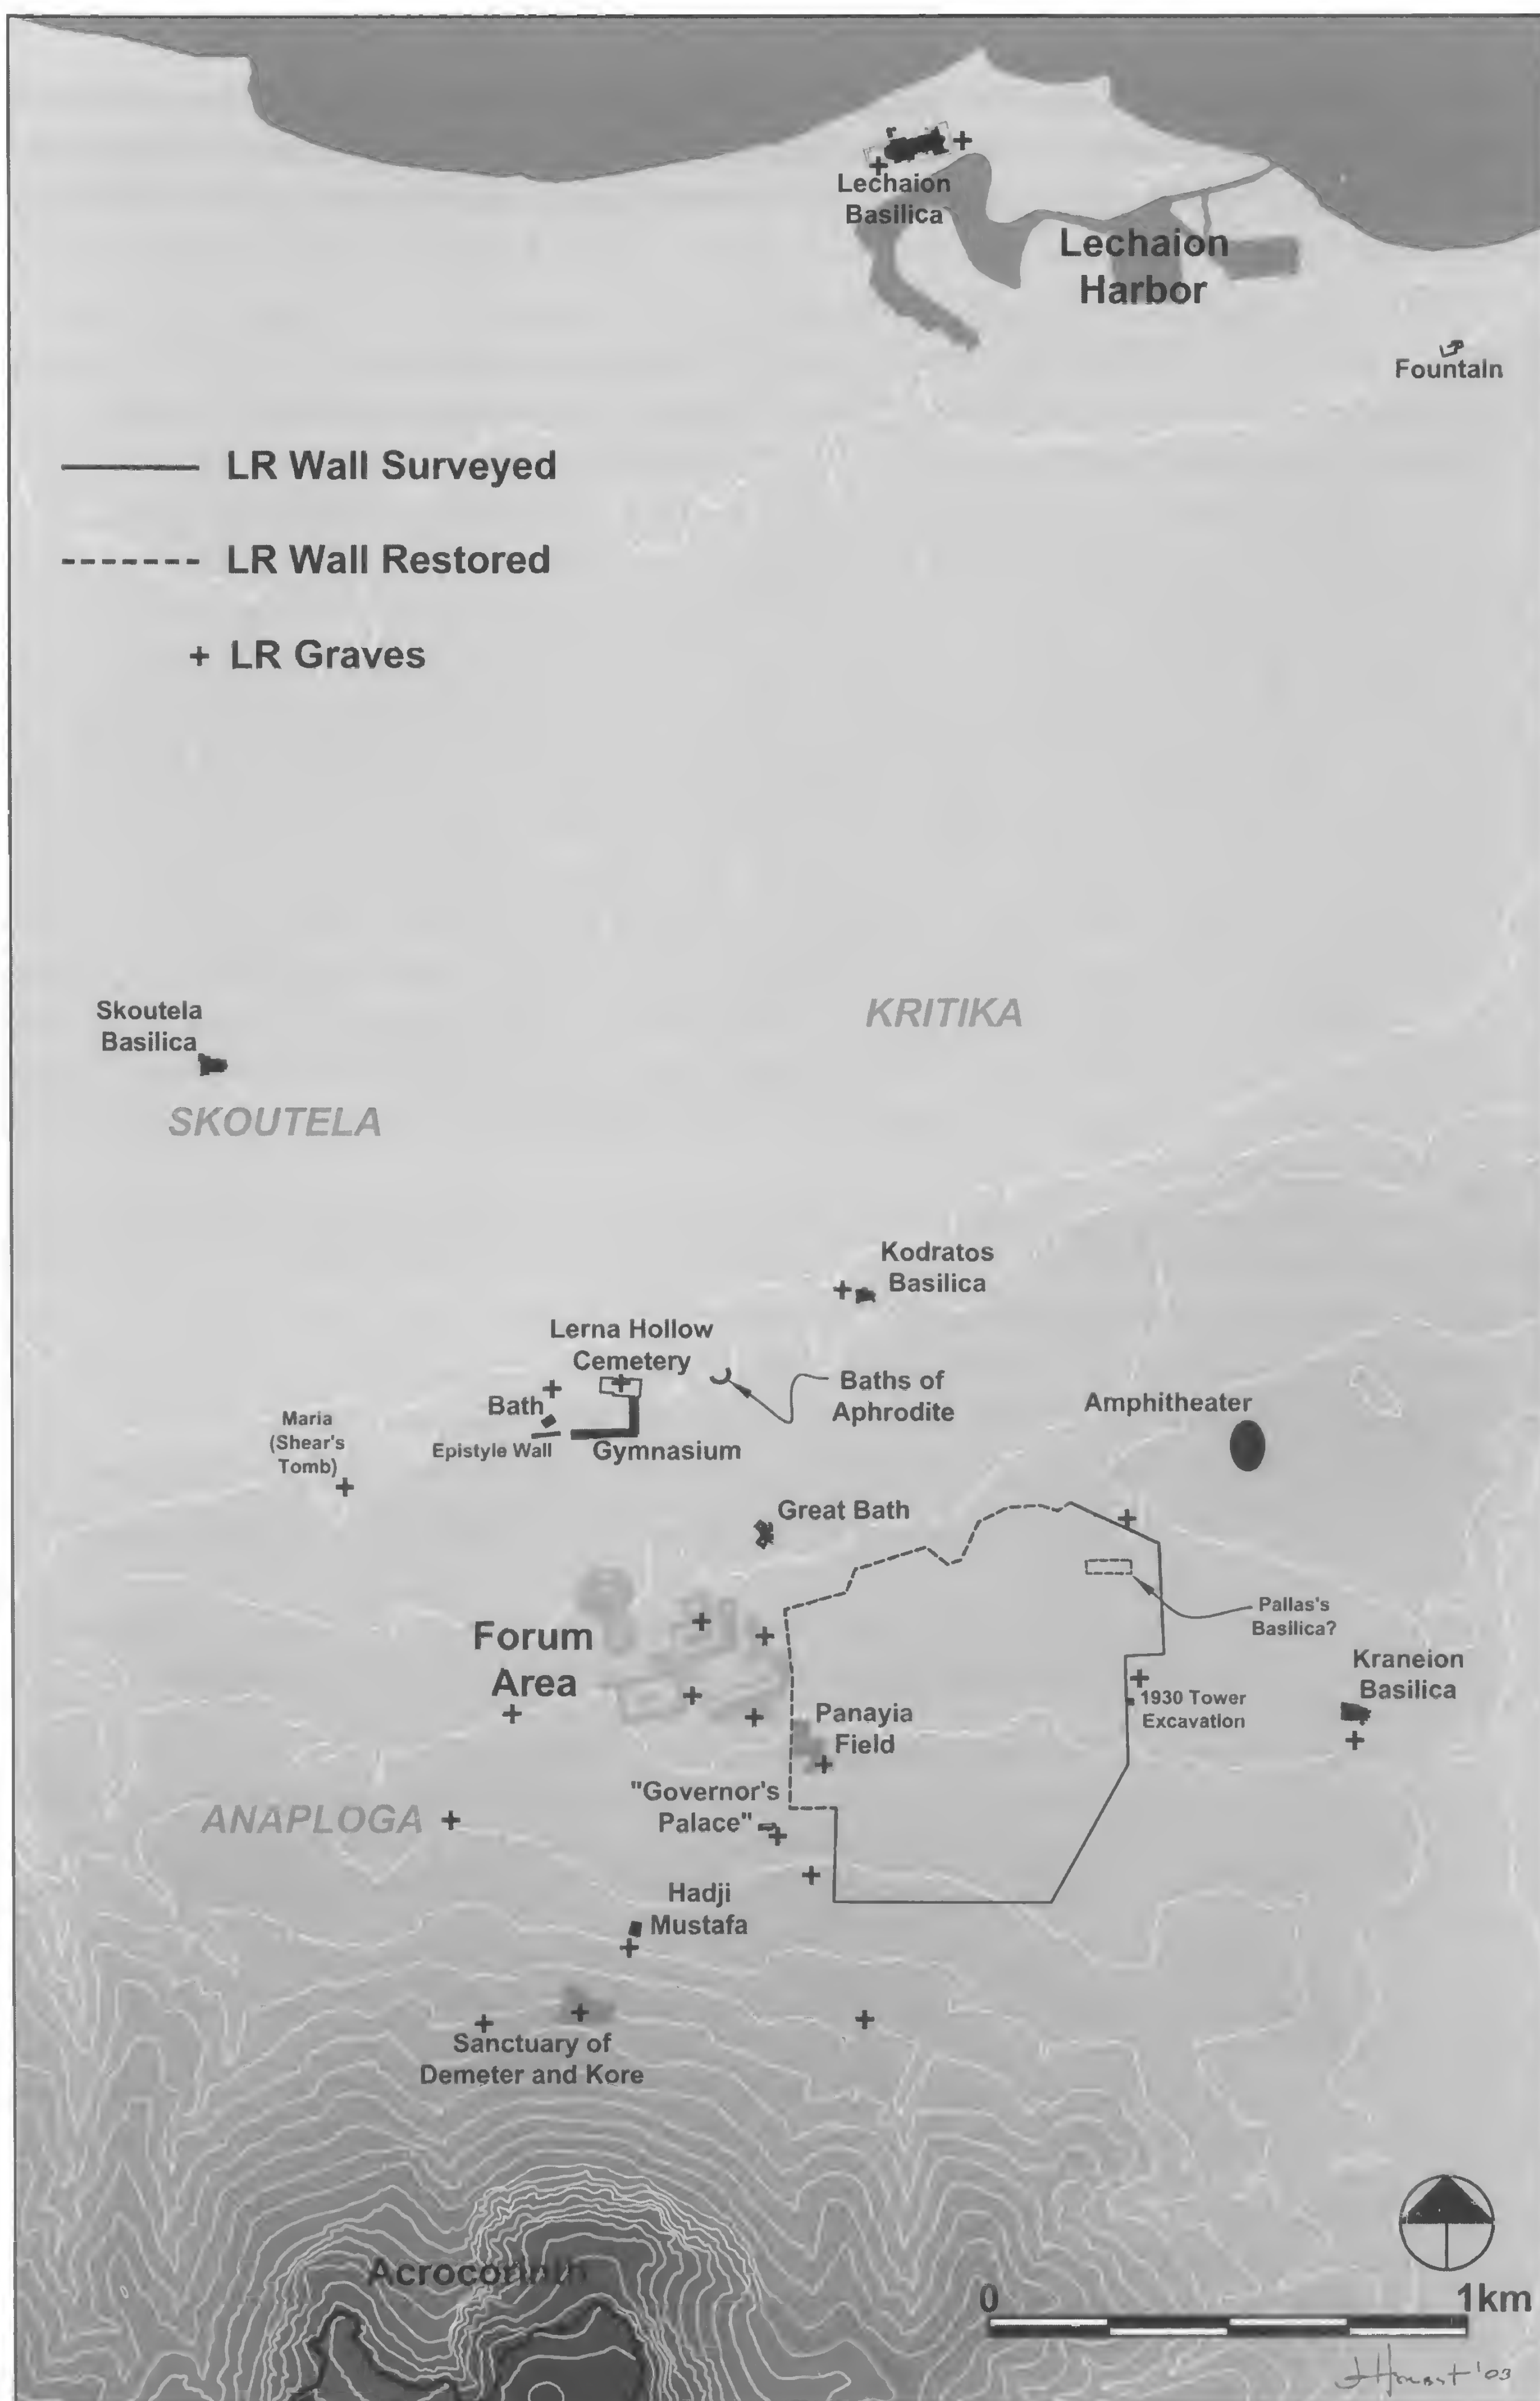 Lechaion
Basilica
Lechaion
Harbor
Fountain
LR Wall Surveyed
LR Wall Restored
+ LR Graves
KRITIKA
Skoutela
Basilica
SKOUTELA
Kodratos
Basilica
Lerna Hollow
Cemetery
Baths of
Aphrodite
Bath
Epistyle Wall
Gymnasium
Maria
(Shear's
Tomb)
Amphitheater
Great Bath
Pallas's
Basilica?
Forum
Area
Kraneion
Basilica
1930 Tower
Excavation
Panayia
Field
"Governor's
Palace"
ANAPLOGA
Hadji
Mustafa
Sanctuary of
Demeter and Kore
Acrocorinth
0 1km
'03